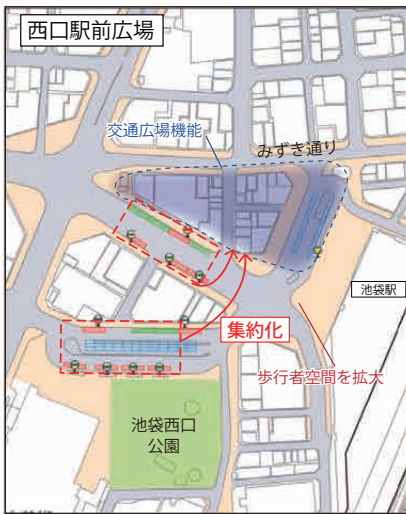 西口駅前広場
交通広場機能
みずき通り
池袋駅
集約化
歩行者空間を拡大
池袋西口
公園